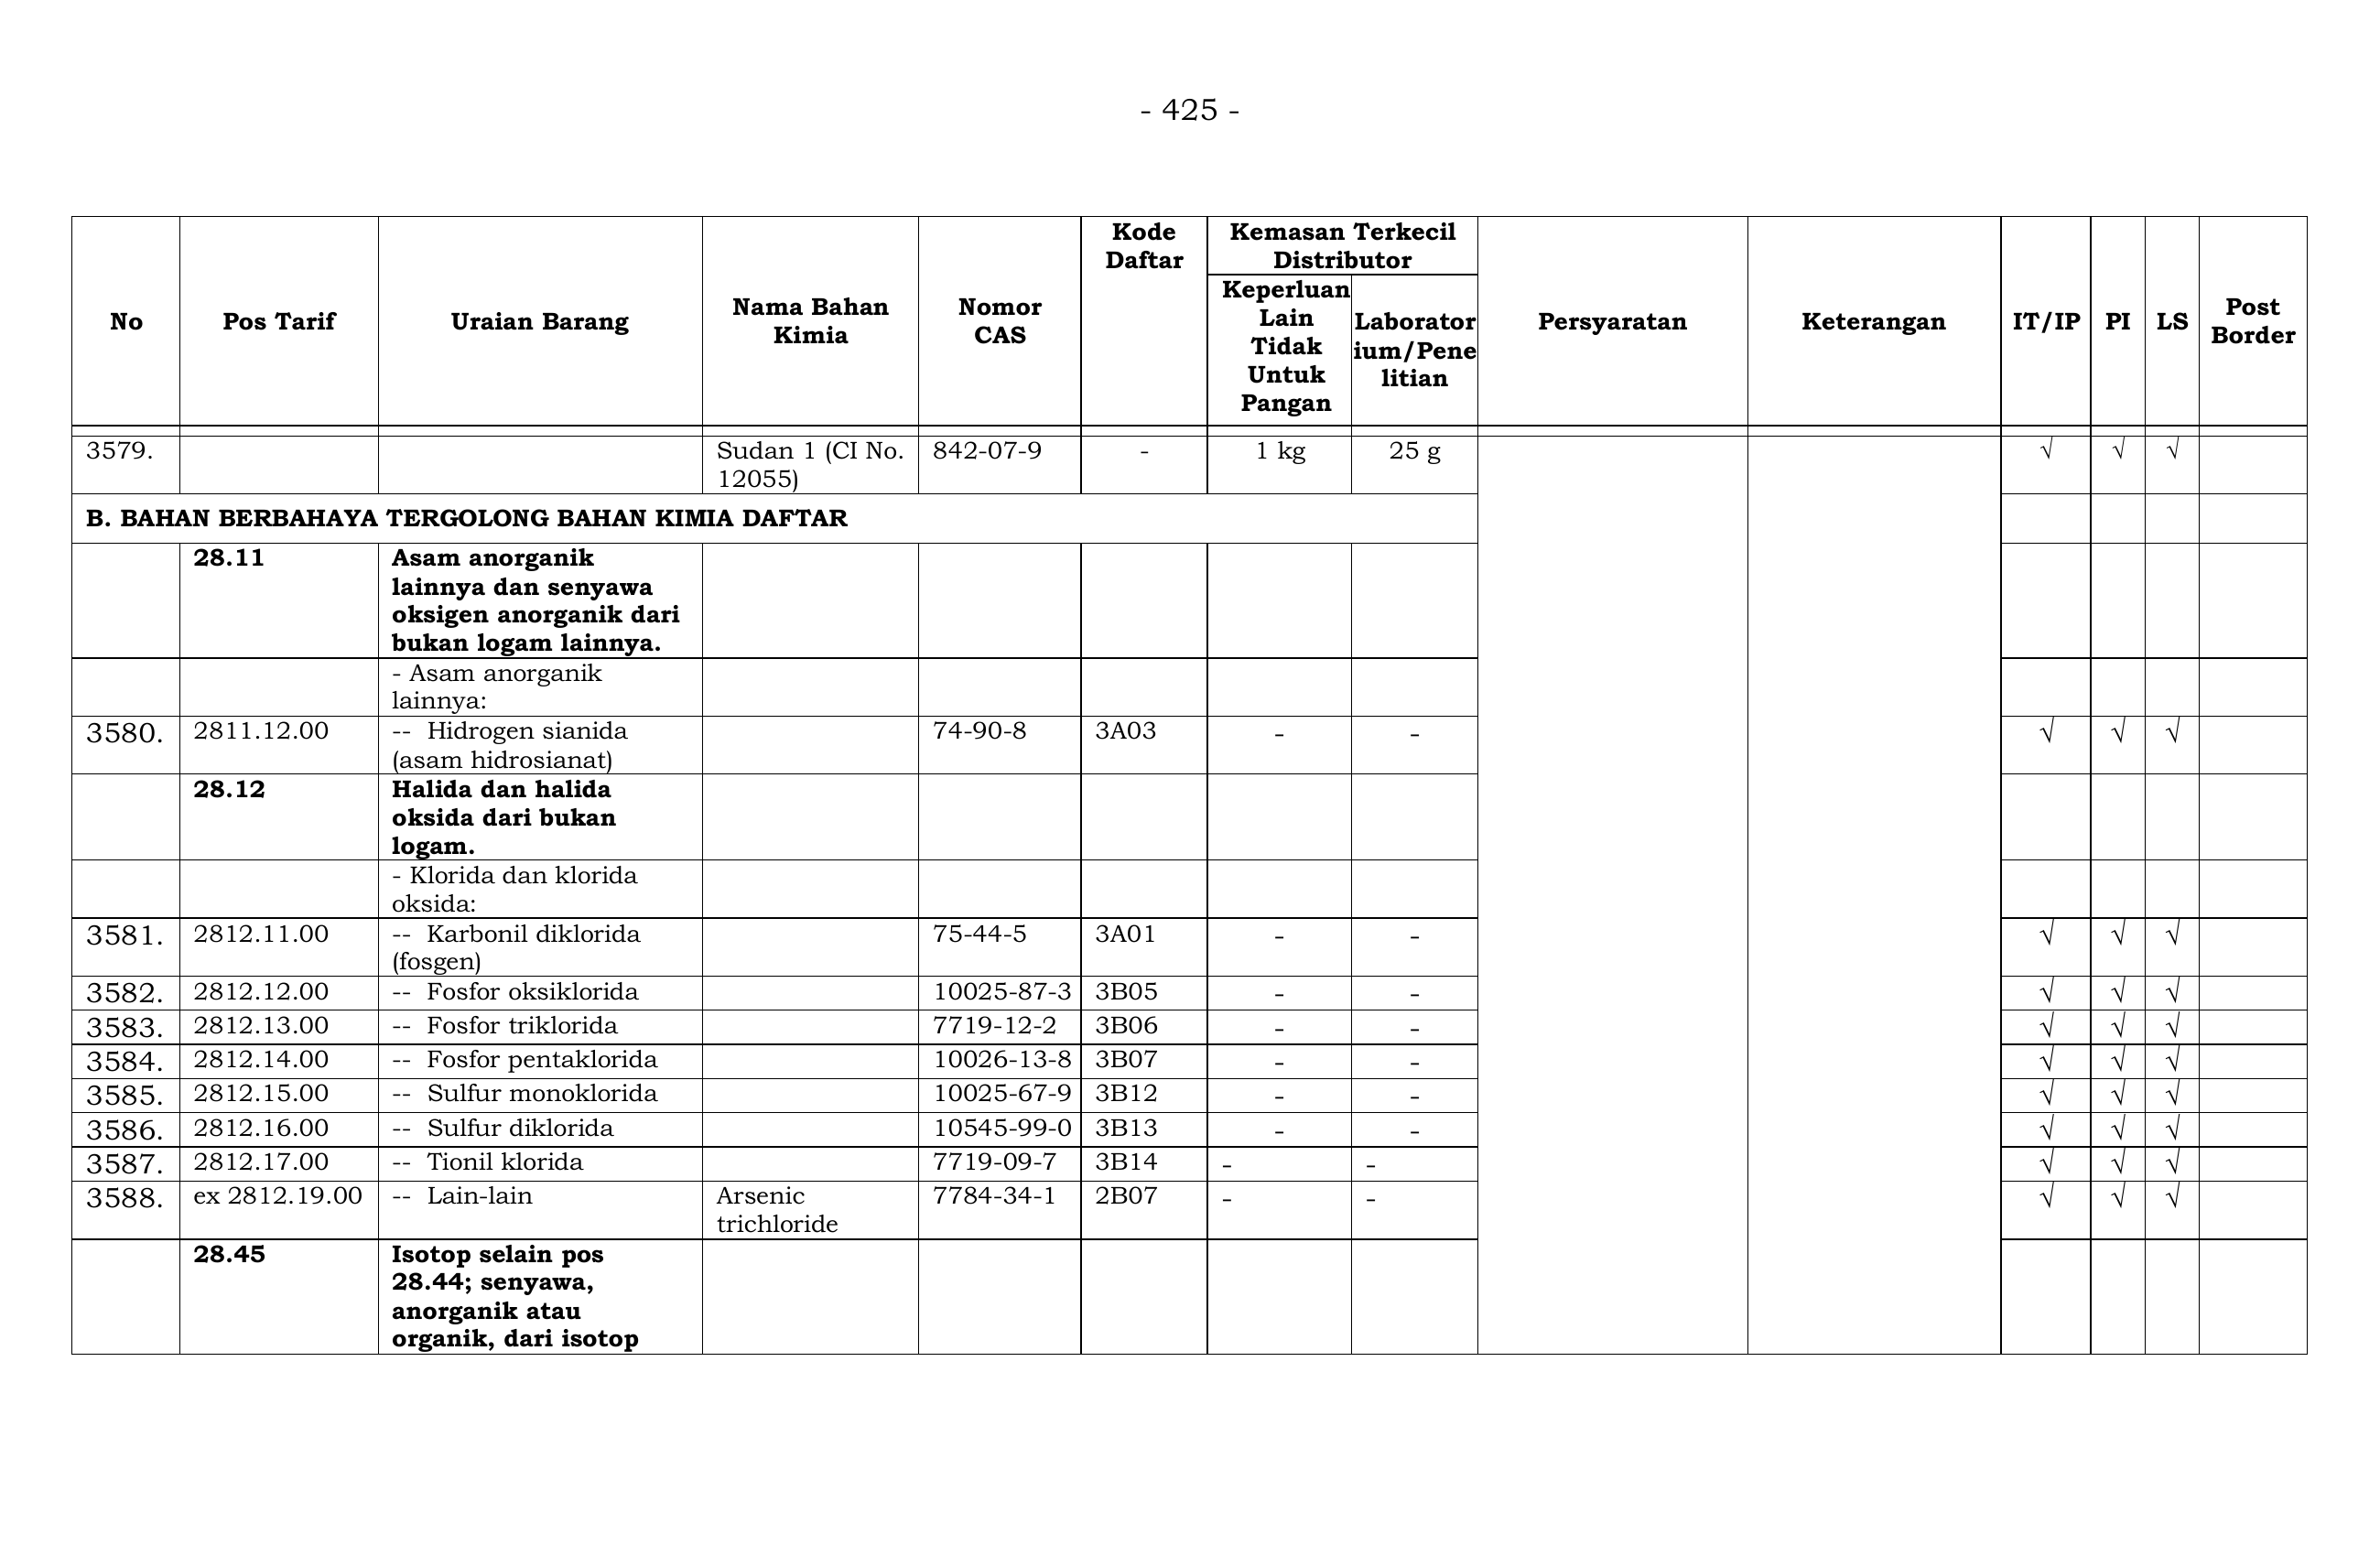 - 425 -
No Pos Tarif Uraian Barang Nama Bahan Kimia Nomor CAS Kode Daftar Kemasan Terkecil Distributor Persyaratan Keterangan IT/IP PI LS Post Border
Keperluan Lain Tidak Untuk Pangan Laboratorium/Penelitian
3579. Sudan 1 (CI No. 842-07-9 - 1 kg 25 g √ √ √
12055)
B. BAHAN BERBAHAYA TERGOLONG BAHAN KIMIA DAFTAR
28.11 Asam anorganik
lainnya dan senyawa
oksigen anorganik dari
bukan logam lainnya.
- Asam anorganik
lainnya:
3580. 2811.12.00 -- Hidrogen sianida 74-90-8 3A03 - - √ √ √
(asam hidrosianat)
28.12 Halida dan halida
oksida dari bukan
logam.
- Klorida dan klorida
oksida:
3581. 2812.11.00 -- Karbonil diklorida 75-44-5 3A01 - - √ √ √
(fosgen)
3582. 2812.12.00 -- Fosfor oksiklorida 10025-87-3 3B05 - - √ √ √
3583. 2812.13.00 -- Fosfor triklorida 7719-12-2 3B06 - - √ √ √
3584. 2812.14.00 -- Fosfor pentaklorida 10026-13-8 3B07 - - √ √ √
3585. 2812.15.00 -- Sulfur monoklorida 10025-67-9 3B12 - - √ √ √
3586. 2812.16.00 -- Sulfur diklorida 10545-99-0 3B13 - - √ √ √
3587. 2812.17.00 -- Tionil klorida 7719-09-7 3B14 - - √ √ √
3588. ex 2812.19.00 -- Lain-lain Arsenic 7784-34-1 2B07 - - √ √ √
trichloride
28.45 Isotop selain pos
28.44; senyawa,
anorganik atau
organik, dari isotop